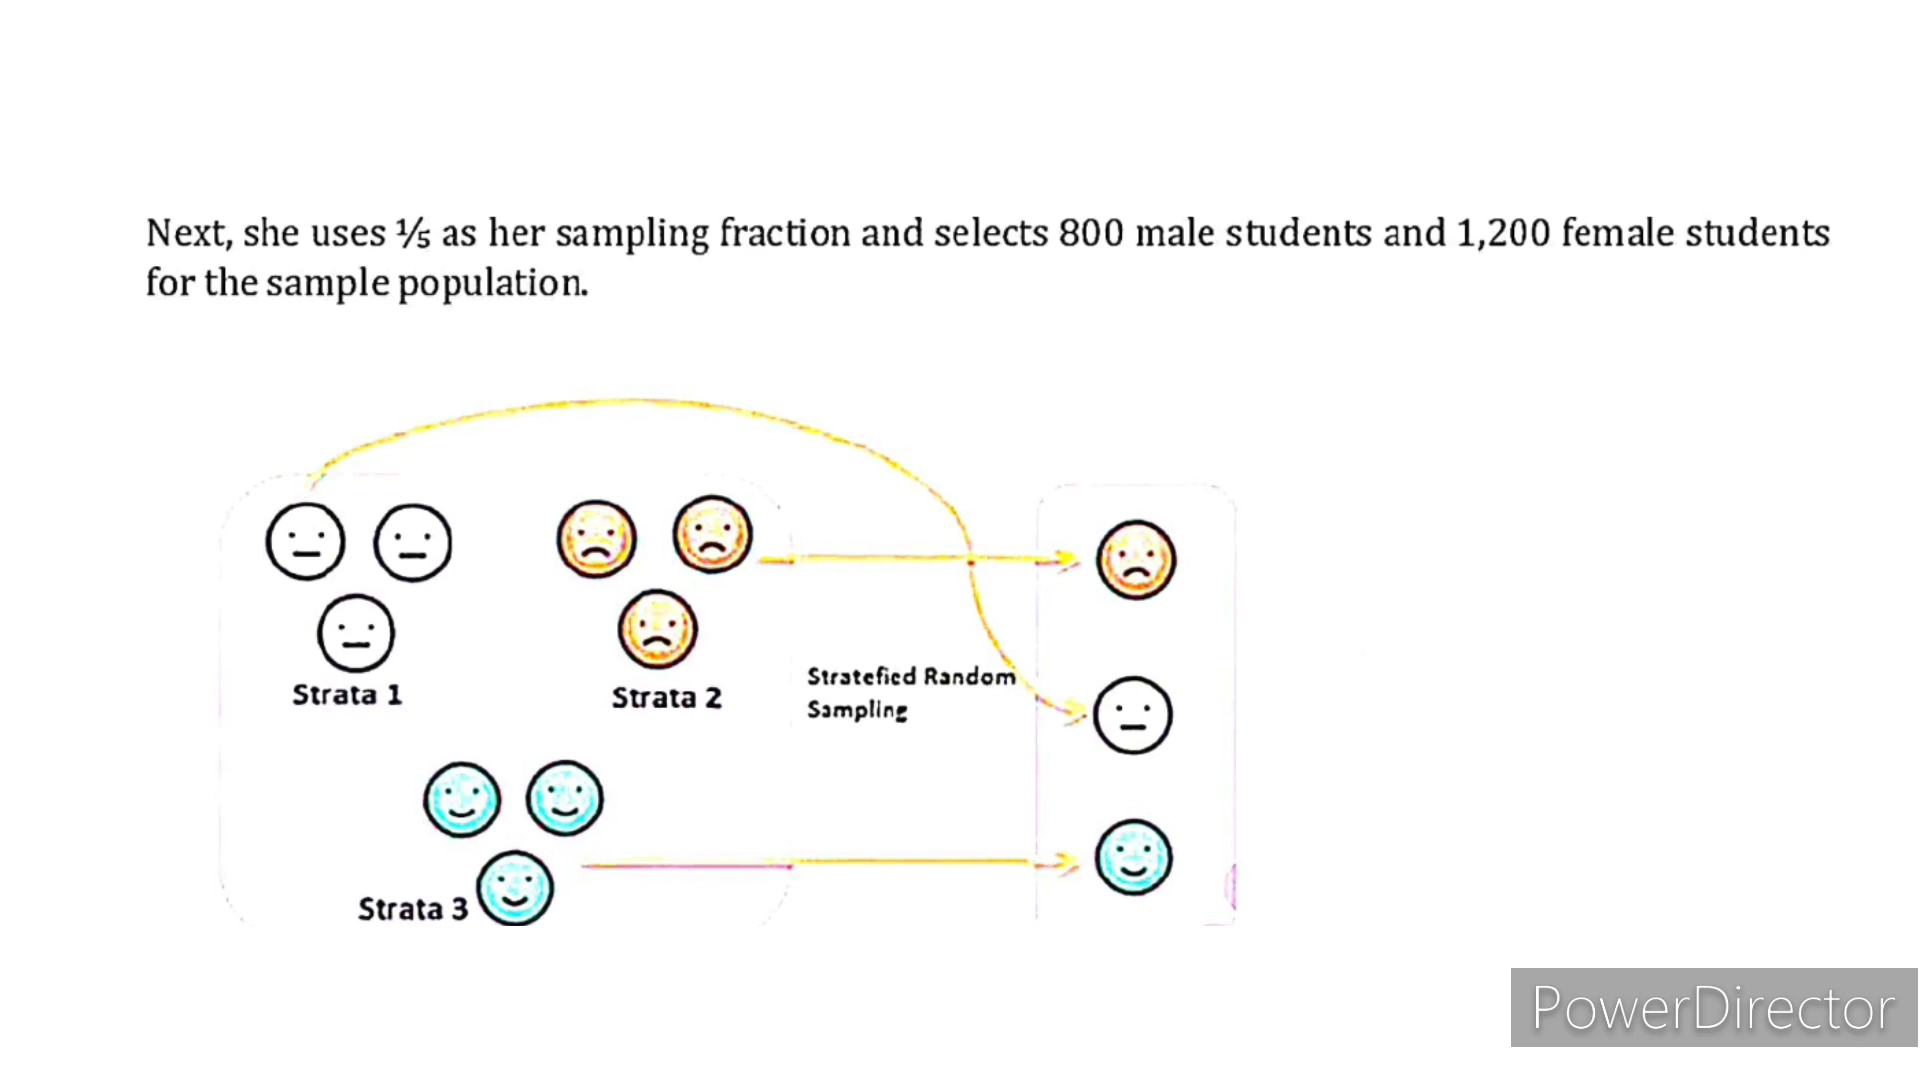 Next, she uses ⅕ as her sampling fraction and selects 800 male students and 1,200 female students
for the sample population.
Strata 1
Strata 2
Stratefied Random
Sampling
Strata 3
PowerDirector